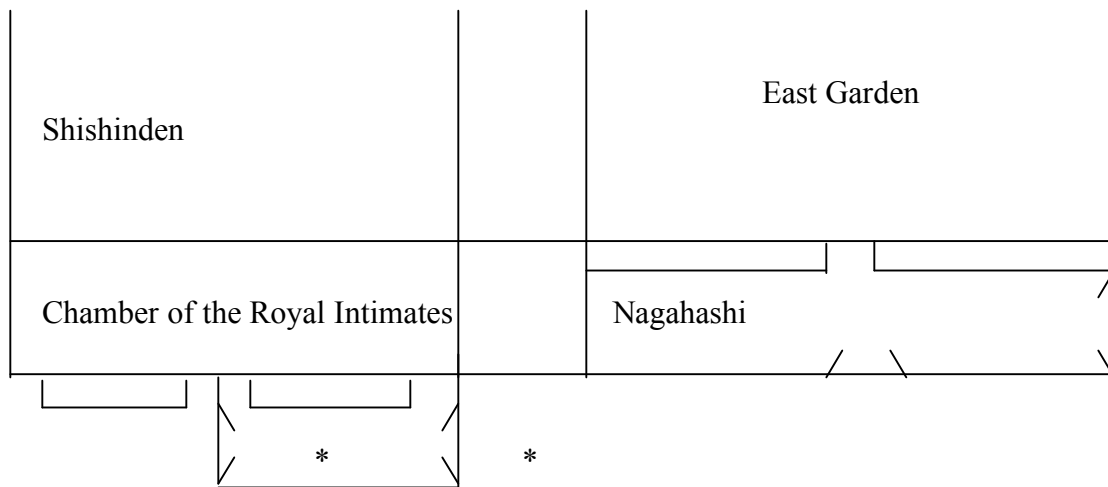 East Garden
Shishinden
Chamber of the Royal Intimates
Nagahashi
* *